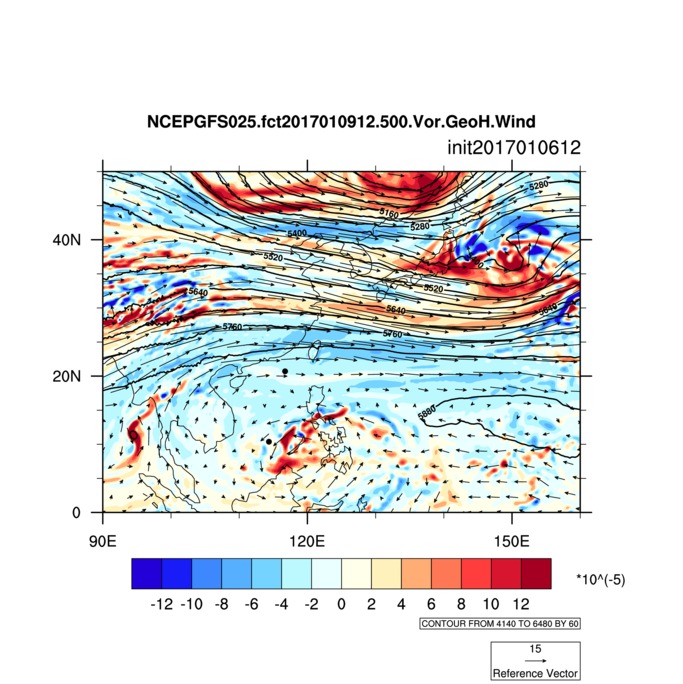 NCEPGFS025.fct2017010912.500.Vor.GeoH.Wind
init2017010612
5280
5160
5280
5400
40N
5520
5520
5640
5640
5640
5760
5760
20N
5880
0
90E 120E 150E
-12 -10 -8 -6 -4 -2 0 2 4 6 8 10 12
*10^(-5)
CONTOUR FROM 4140 TO 6480 BY 60
15
Reference Vector